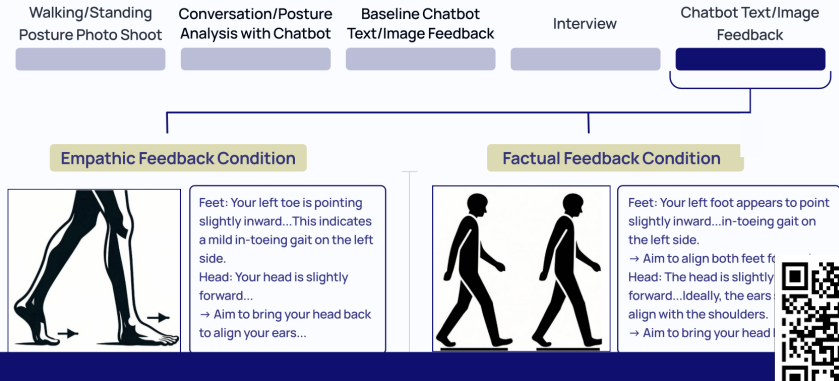 Walking/Standing
Posture Photo Shoot
Conversation/Posture
Analysis with Chatbot
Baseline Chatbot
Text/Image Feedback
Interview
Chatbot Text/Image
Feedback
Empathic Feedback Condition
Factual Feedback Condition
Feet: Your left toe is pointing
slightly inward...This indicates
a mild in-toeing gait on the left
side.
Head: Your head is slightly
forward...
→ Aim to bring your head back
to align your ears...
Feet: Your left foot appears to point
slightly inward...in-toeing gait on
the left side.
→ Aim to align both feet
Head: The head is slightly
forward...Ideally, the ears
align with the shoulders.
→ Aim to bring your head